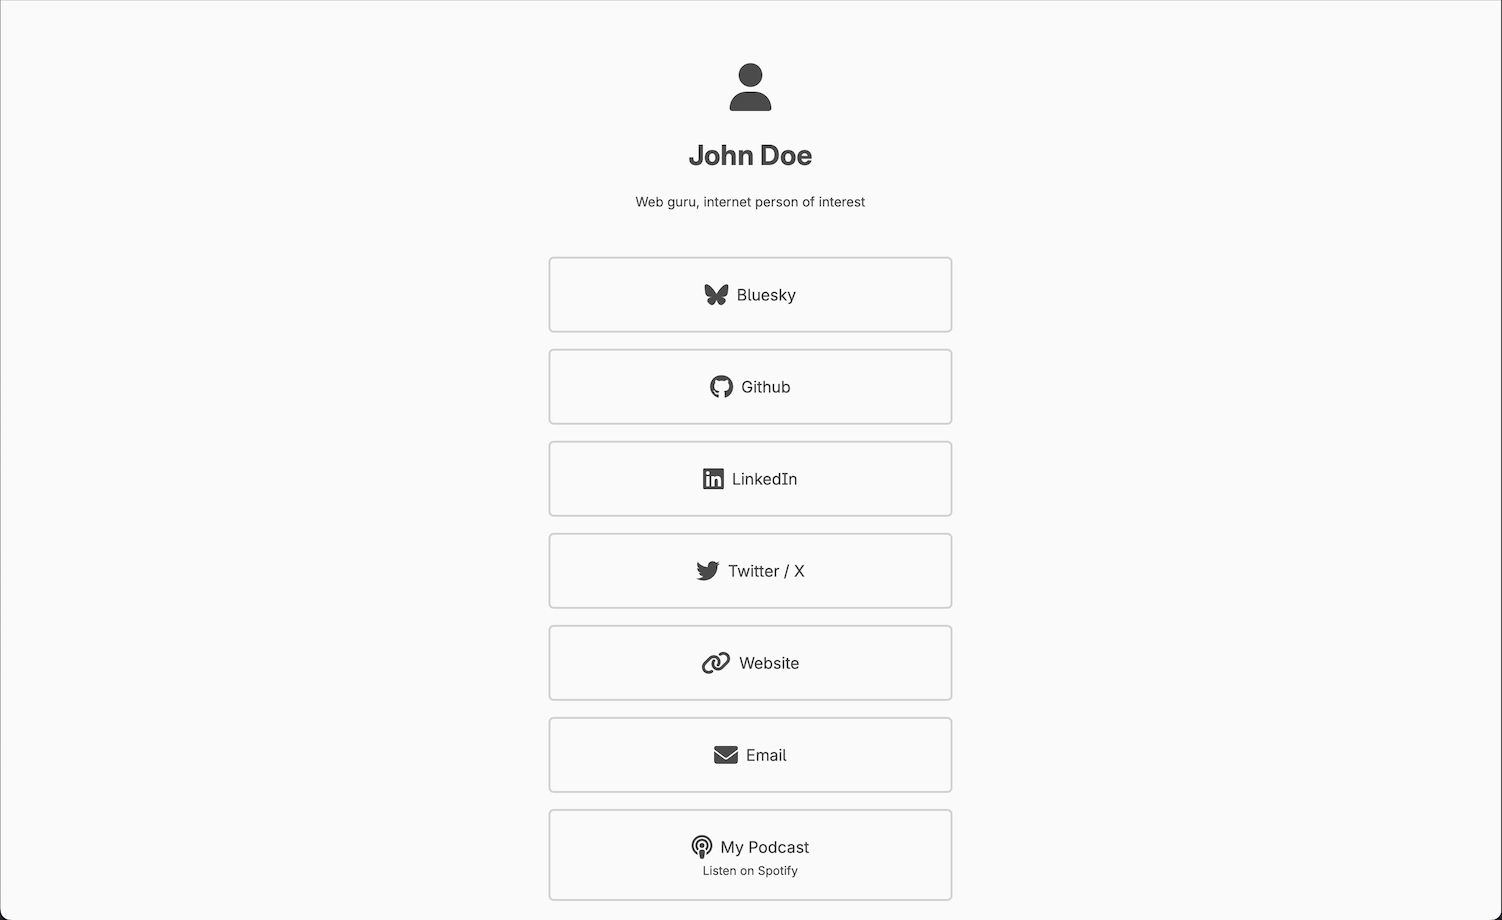 John Doe
Web guru, internet person of interest
Bluesky
Github
LinkedIn
Twitter / X
Website
Email
My Podcast
Listen on Spotify